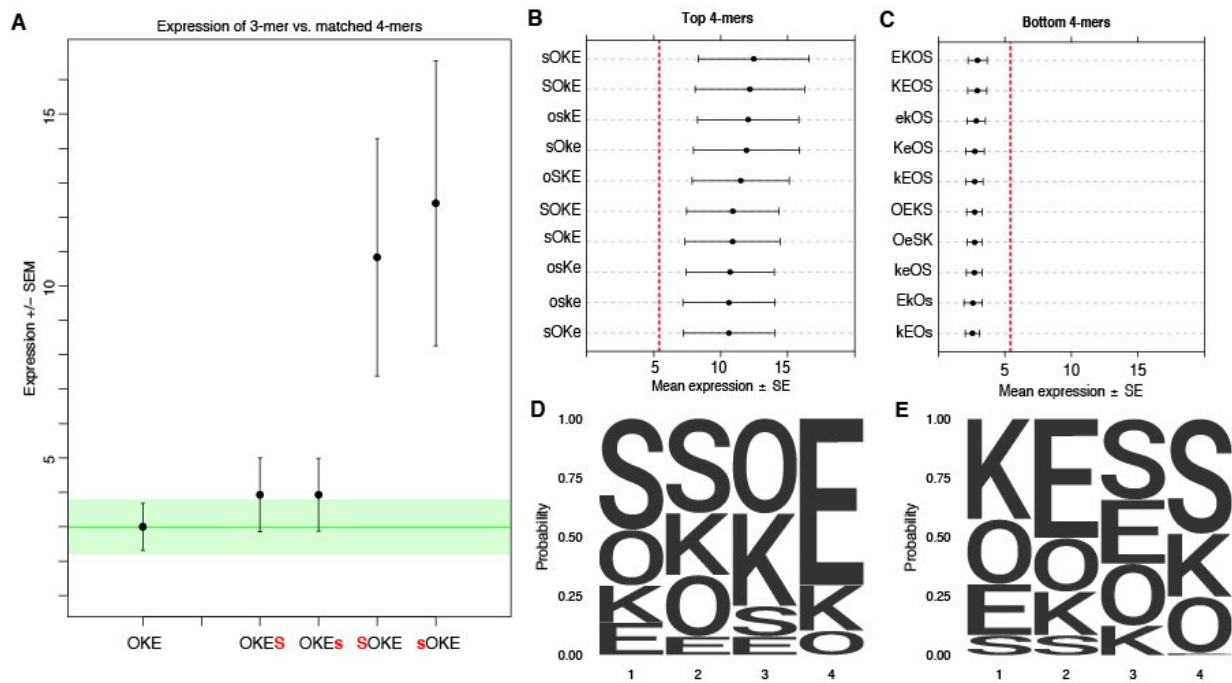 A
Expression of 3-mer vs. matched 4-mers
Expression +/− SEM
15
10
5
OKE
OKES
OKEs
SOKE
sOKE
B
Top 4-mers
sOKE
SOkE
oskE
sOke
oSKE
SOKE
sOkE
osKe
oske
sOKe
5
10
15
Mean expression ± SE
C
Bottom 4-mers
EKOS
KEOS
ekOS
KeOS
kEOS
OEKS
OeSK
keOS
EkOs
kEOs
5
10
15
Mean expression ± SE
D
Probability
1.00
0.75
0.50
0.25
0.00
S O K E
S K O E
O K S E
E K O
1
2
3
4
E
Probability
1.00
0.75
0.50
0.25
0.00
K O E S
E O K S
S E O K
S K O
1
2
3
4